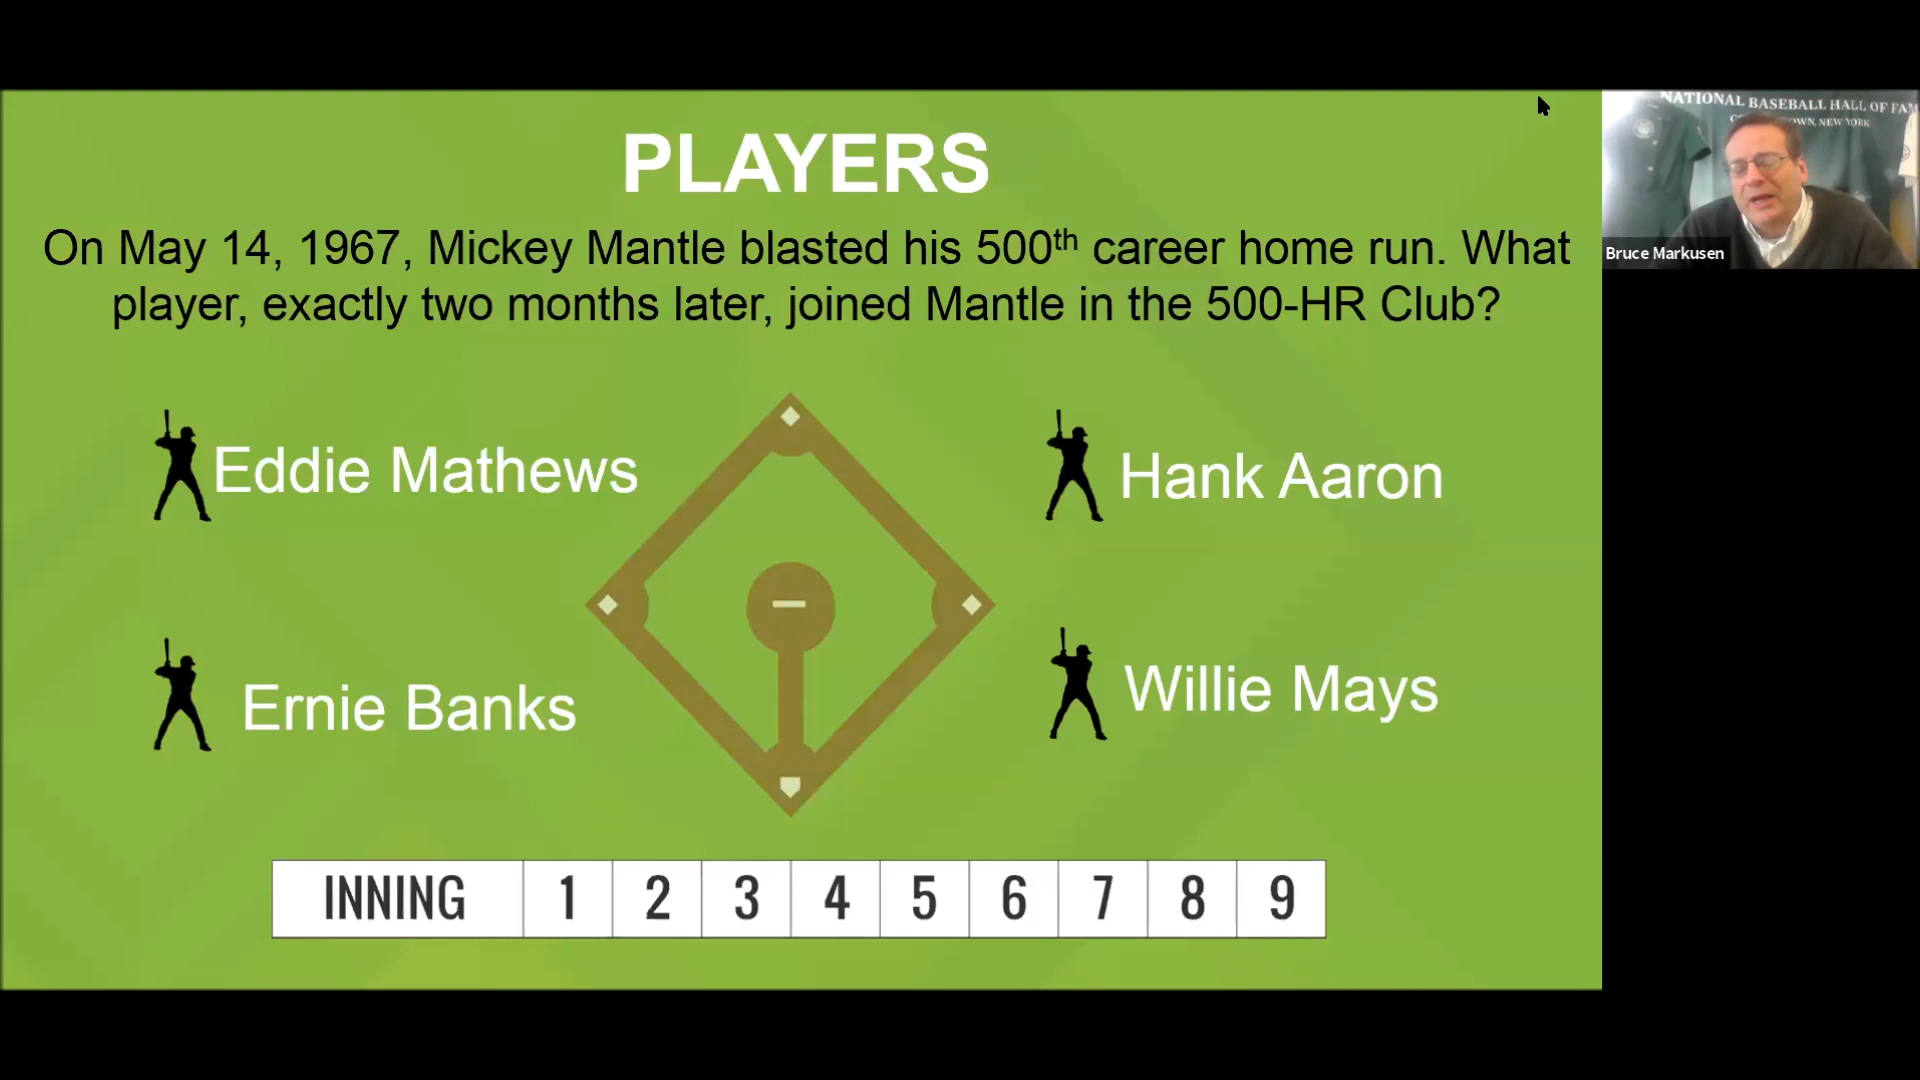 PLAYERS
On May 14, 1967, Mickey Mantle blasted his 500th career home run. What
player, exactly two months later, joined Mantle in the 500-HR Club?
Eddie Mathews
Hank Aaron
Ernie Banks
Willie Mays
INNING 1 2 3 4 5 6 7 8 9
NATIONAL BASEBALL HALL OF FAM
NEW YORK
Bruce Markusen